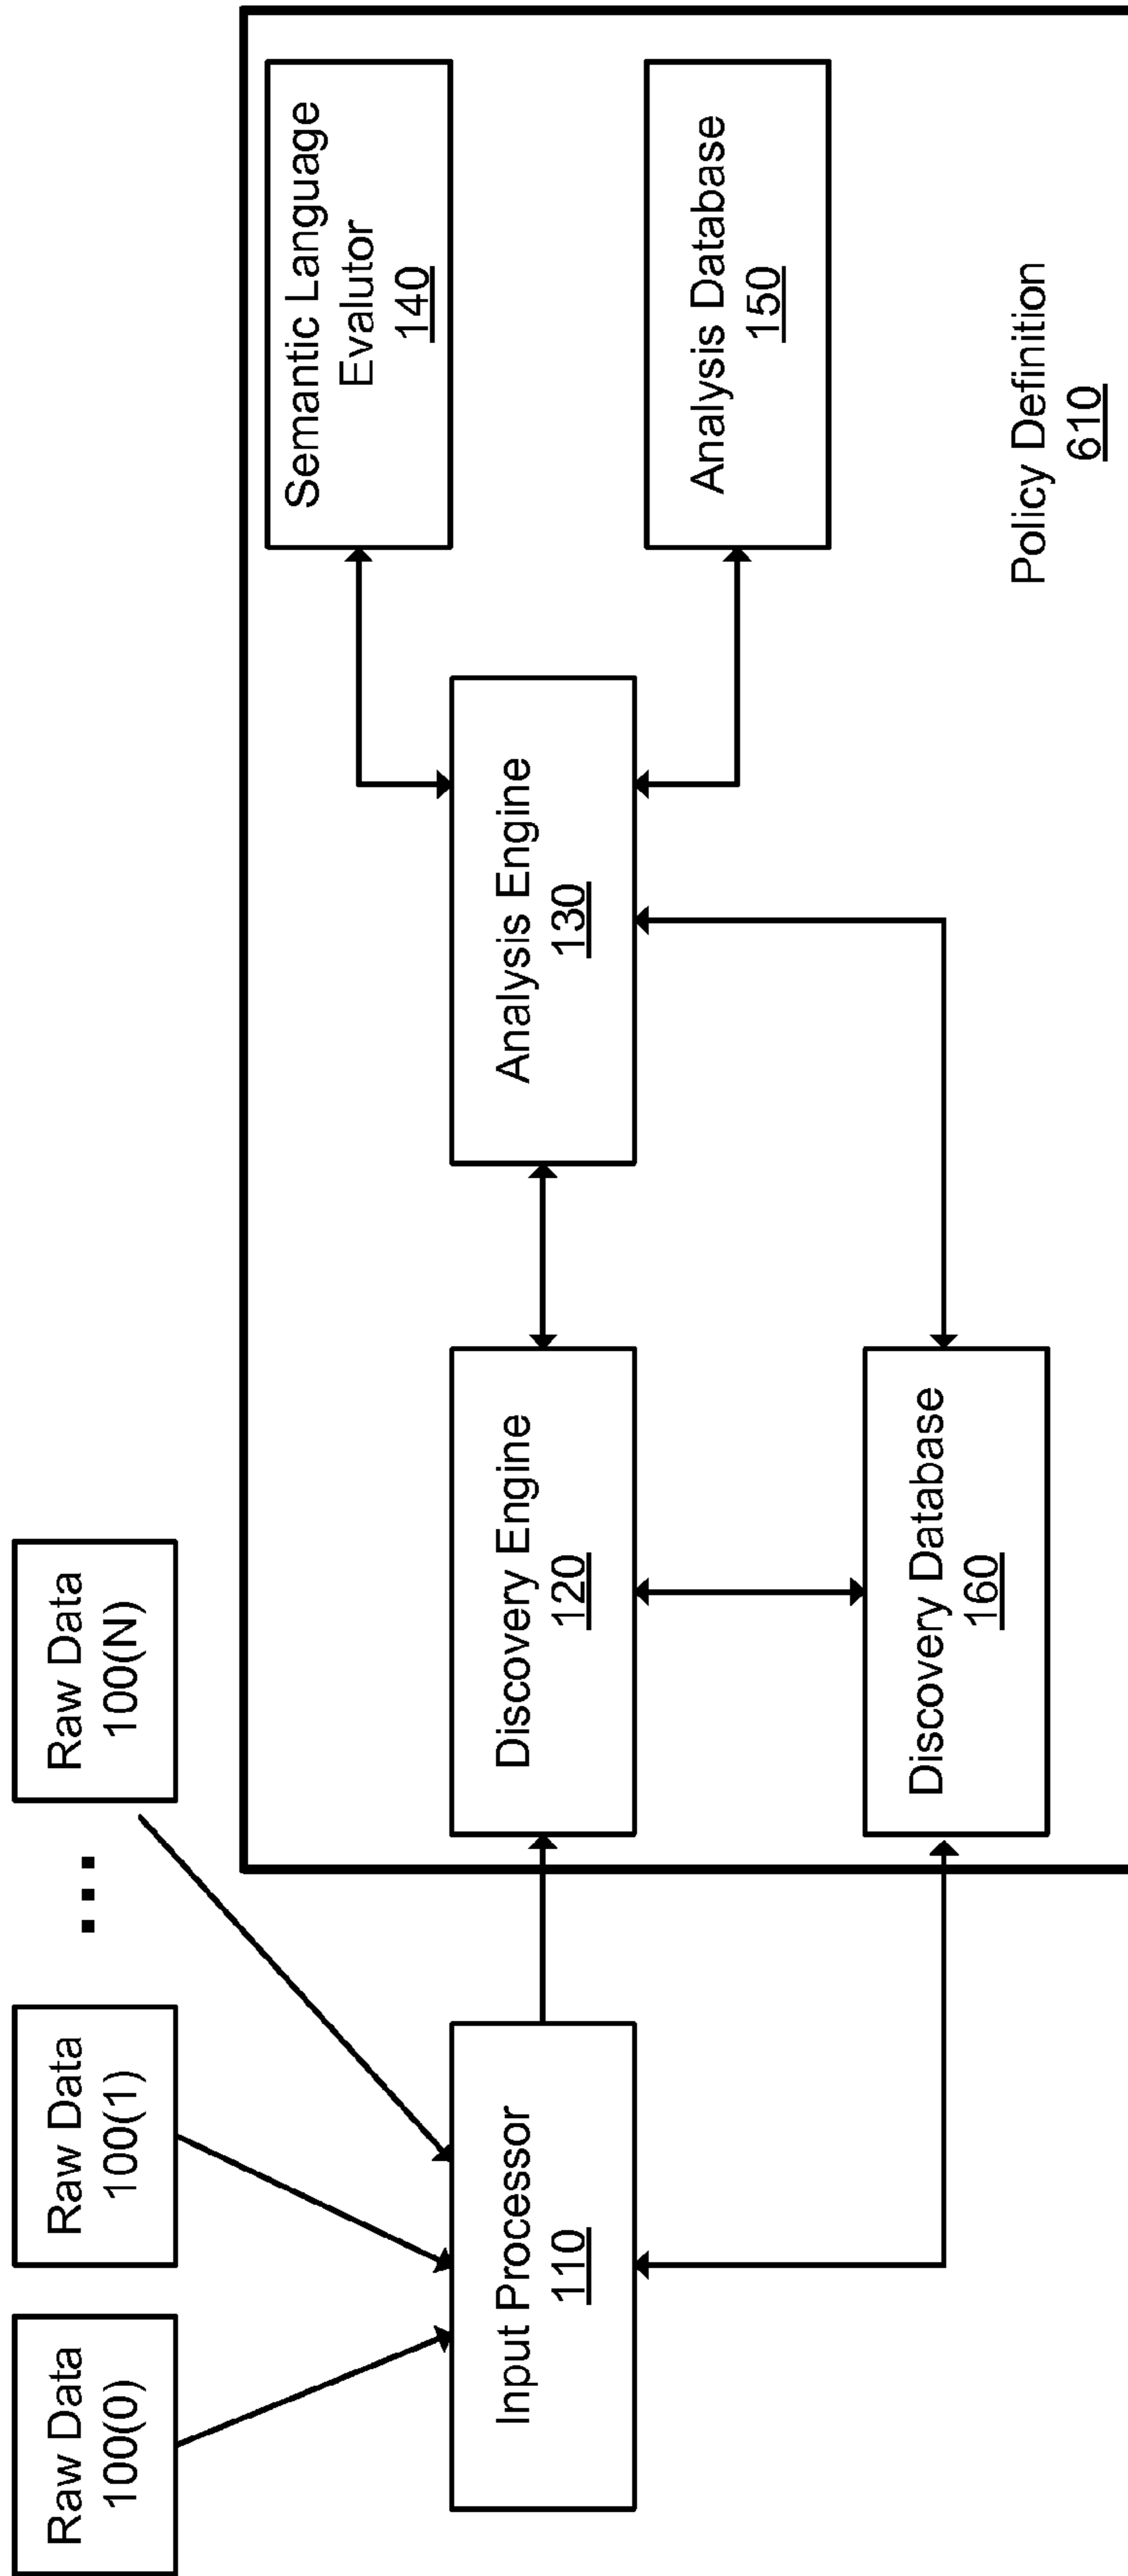 Raw Data
100(0)
Raw Data
100(1)
...
Raw Data
100(N)
Input Processor
110
Discovery Engine
120
Analysis Engine
130
Semantic Language
Evalutor
140
Analysis Database
150
Discovery Database
160
Policy Definition
610